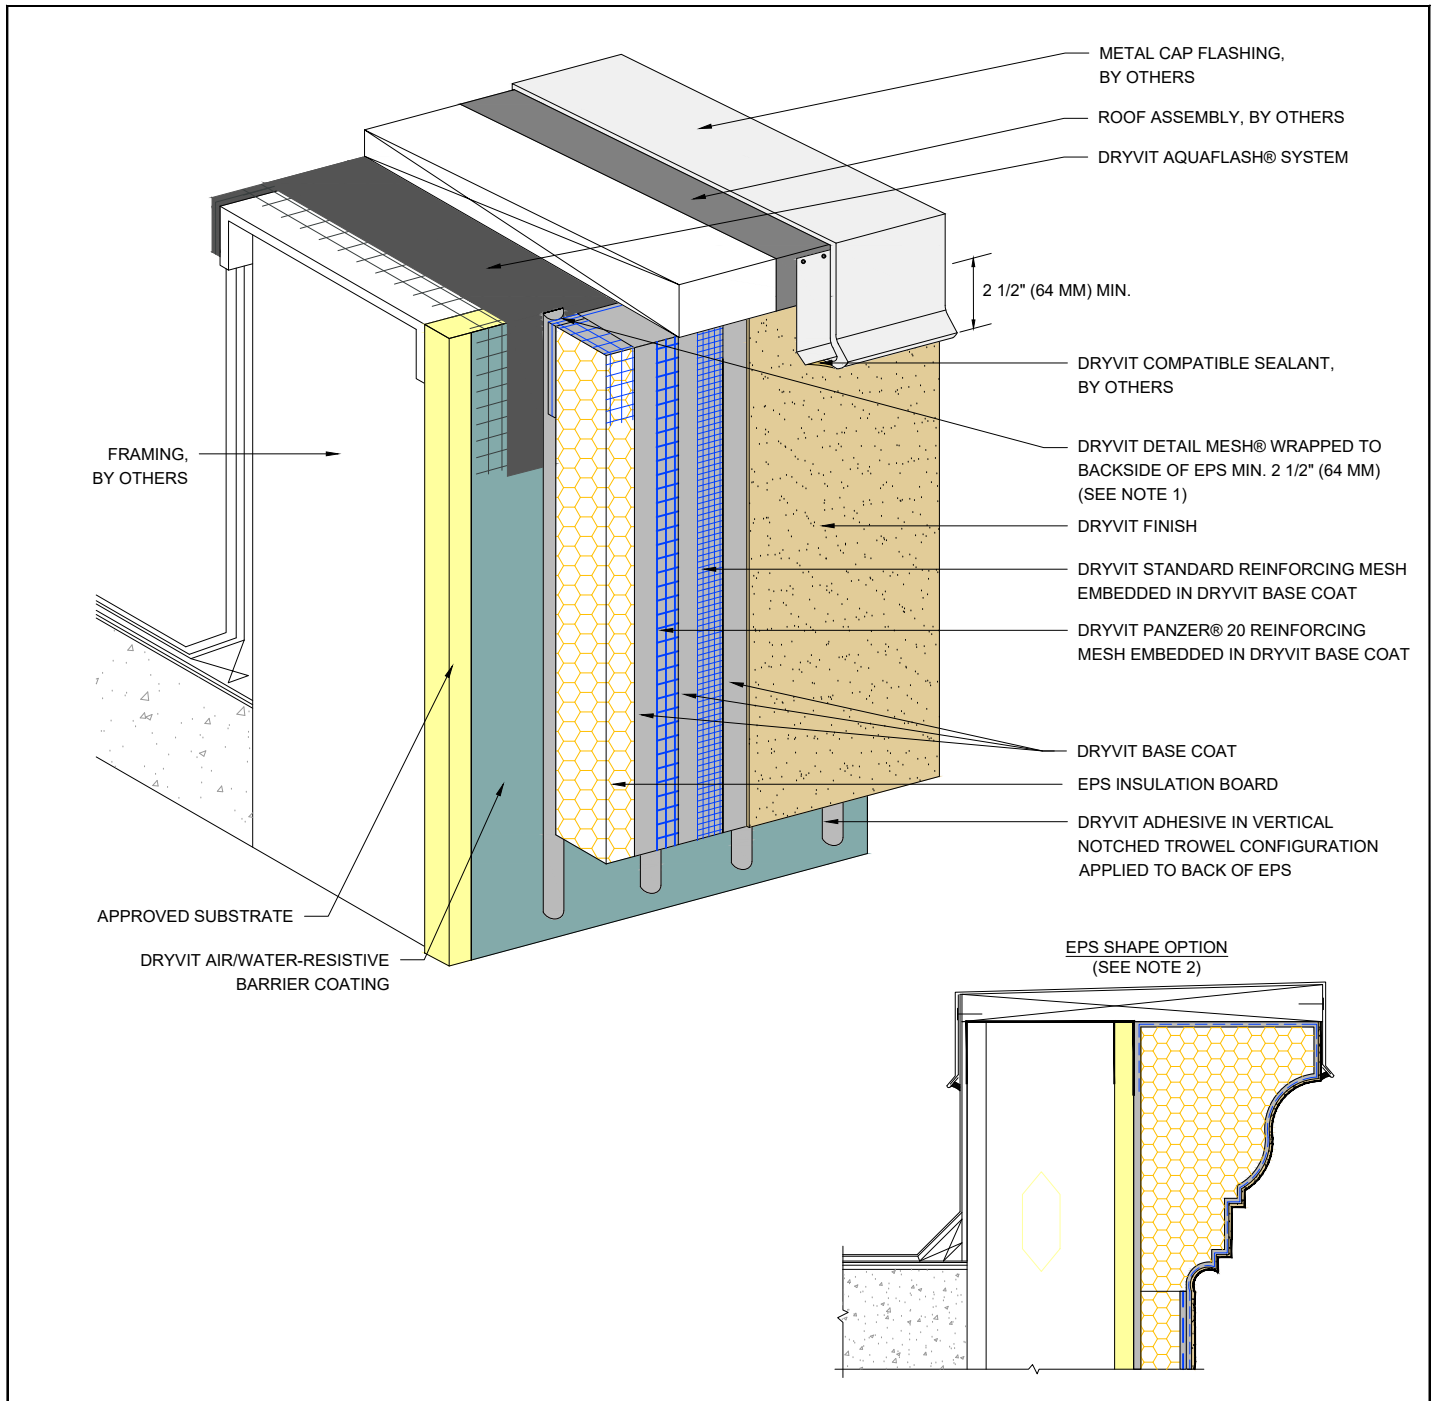 METAL CAP FLASHING,
BY OTHERS
ROOF ASSEMBLY, BY OTHERS
DRYVIT AQUAFLASH® SYSTEM
2 1/2" (64 MM) MIN.
DRYVIT COMPATIBLE SEALANT,
BY OTHERS
DRYVIT DETAIL MESH® WRAPPED TO
BACKSIDE OF EPS MIN. 2 1/2" (64 MM)
(SEE NOTE 1)
FRAMING,
BY OTHERS
DRYVIT FINISH
DRYVIT STANDARD REINFORCING MESH
EMBEDDED IN DRYVIT BASE COAT
DRYVIT PANZER® 20 REINFORCING
MESH EMBEDDED IN DRYVIT BASE COAT
DRYVIT BASE COAT
EPS INSULATION BOARD
DRYVIT ADHESIVE IN VERTICAL
NOTCHED TROWEL CONFIGURATION
APPLIED TO BACK OF EPS
APPROVED SUBSTRATE
DRYVIT AIR/WATER-RESISTIVE
BARRIER COATING
EPS SHAPE OPTION
(SEE NOTE 2)